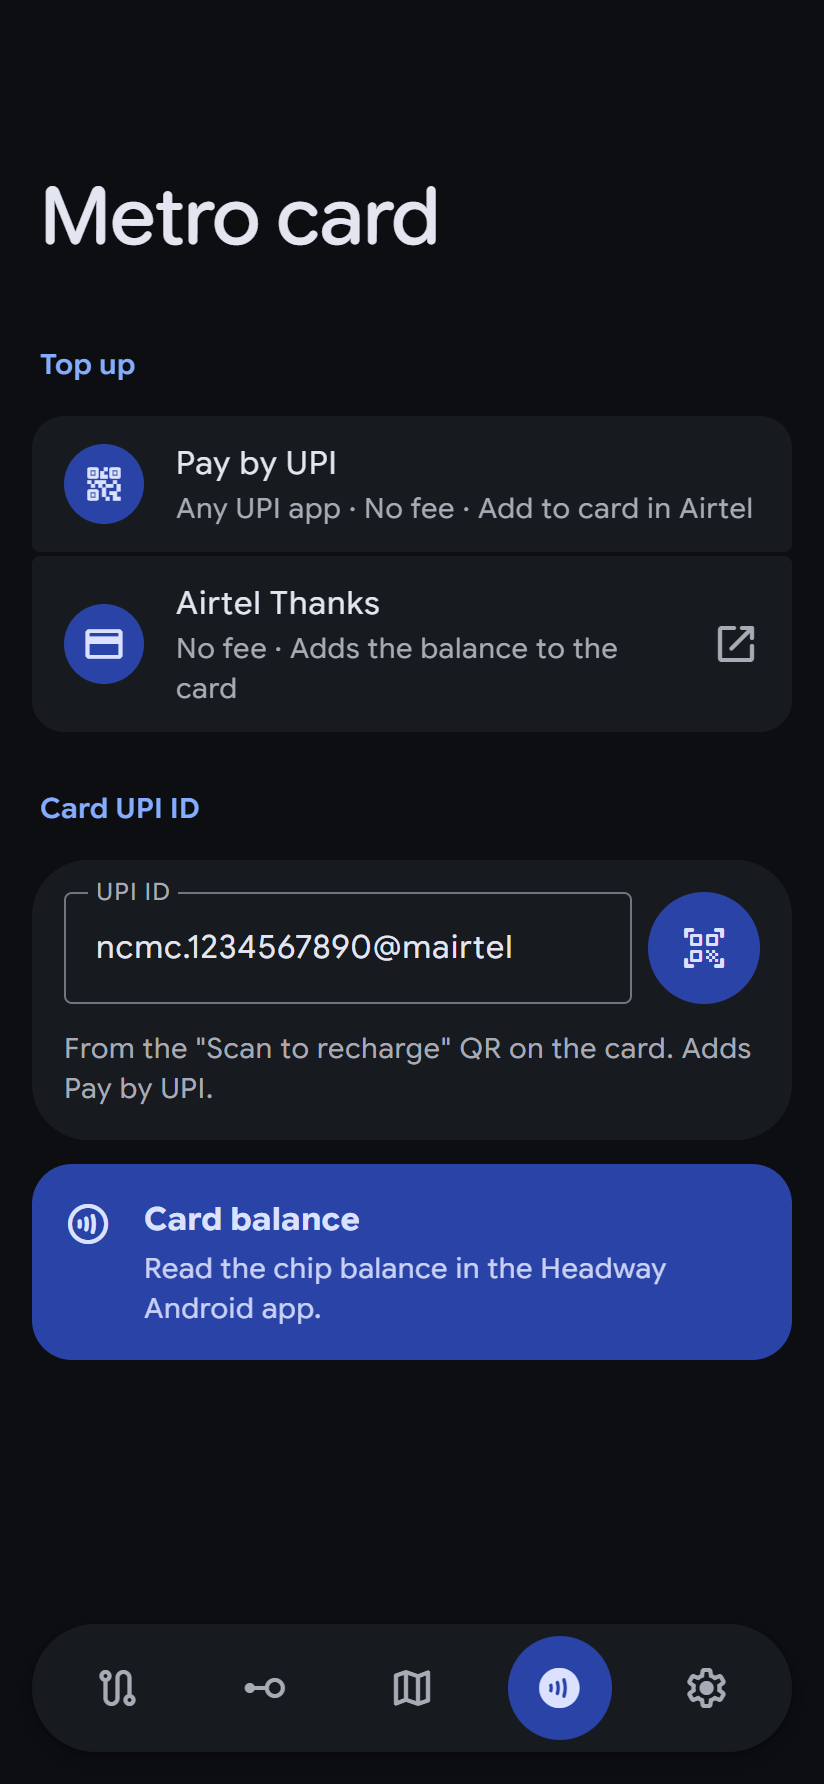 Metro card
Top up
Pay by UPI
Any UPI app · No fee · Add to card in Airtel
Airtel Thanks
No fee · Adds the balance to the
card
Card UPI ID
UPI ID
ncmc.1234567890@mairtel
From the "Scan to recharge" QR on the card. Adds
Pay by UPI.
Card balance
Read the chip balance in the Headway
Android app.